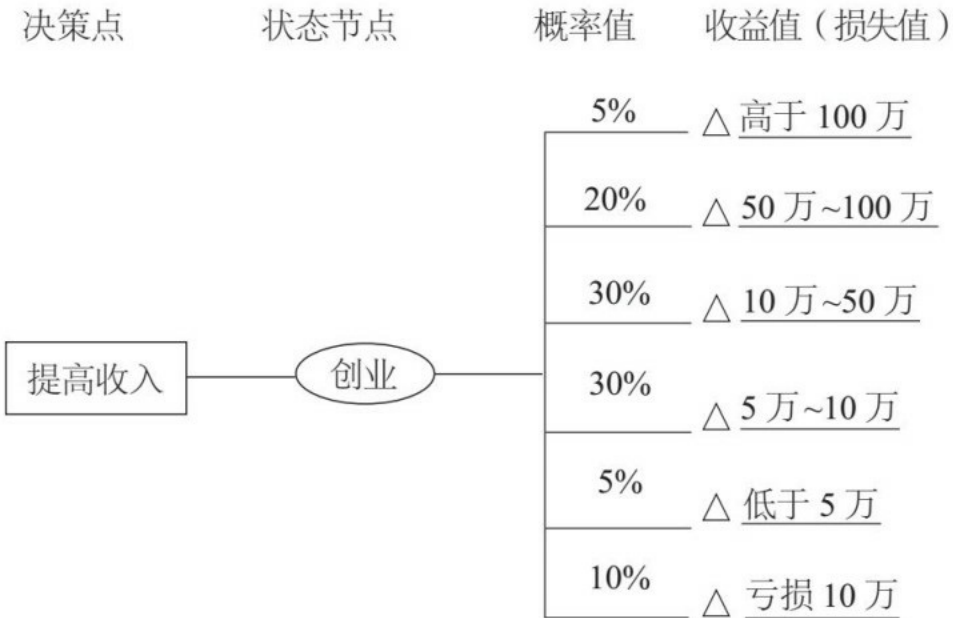 决策点 状态节点 概率值 收益值（损失值）
5% △ 高于 100 万
20% △ 50 万~100 万
30% △ 10 万~50 万
提高收入 创业
30% △ 5 万~10 万
5% △ 低于 5 万
10% △ 亏损 10 万